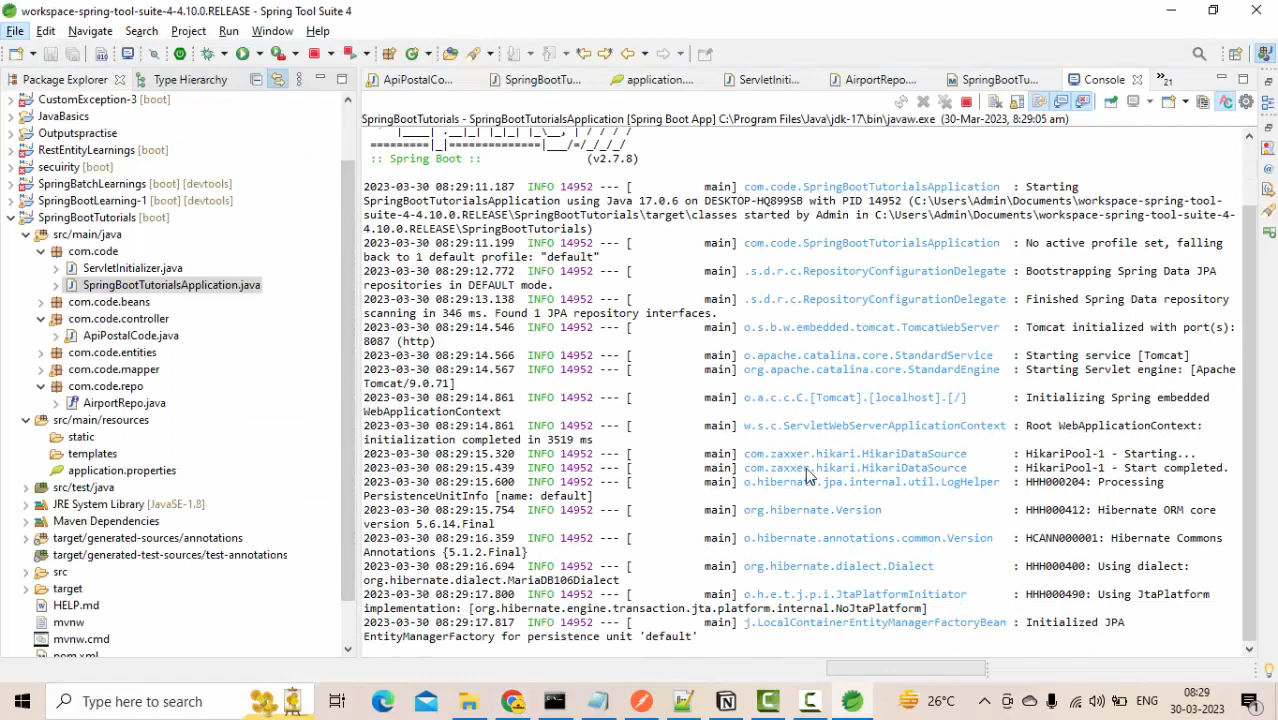 workspace-spring-tool-suite-4-4.10.0.RELEASE - Spring Tool Suite 4
File Edit Navigate Search Project Run Window Help
Package Explorer
Type Hierarchy
ApiPostalCo...
SpringBootTu...
application....
ServletIniti...
AirportRepo....
SpringBootTu...
Console
21
CustomException-3 [boot]
JavaBasics
Outputspractise
RestEntityLearning [boot]
secuirity [boot]
SpringBatchLearnings [boot] [devtools]
SpringBootLearning-1 [boot] [devtools]
SpringBootTutorials [boot]
src/main/java
com.code
ServletInitializer.java
SpringBootTutorialsApplication.java
com.code.beans
com.code.controller
ApiPostalCode.java
com.code.entities
com.code.mapper
com.code.repo
AirportRepo.java
src/main/resources
static
templates
application.properties
src/test/java
JRE System Library [JavaSE-1.8]
Maven Dependencies
target/generated-sources/annotations
target/generated-test-sources/test-annotations
src
target
HELP.md
mvnw
mvnw.cmd
pom.xml
SpringBootTutorials - SpringBootTutorialsApplication [Spring Boot App] C:\Program Files\Java\jdk-17\bin\javaw.exe (30-Mar-2023, 8:29:05 am)
' |____| .__|_| |_|_| |_\__, | / / / /
=========|_|==============|___/=/_/_/_/
:: Spring Boot :: (v2.7.8)
2023-03-30 08:29:11.187 INFO 14952 --- [ main] com.code.SpringBootTutorialsApplication : Starting
SpringBootTutorialsApplication using Java 17.0.6 on DESKTOP-HQ899SB with PID 14952 (C:\Users\Admin\Documents\workspace-spring-tool-
suite-4-4.10.0.RELEASE\SpringBootTutorials\target\classes started by Admin in C:\Users\Admin\Documents\workspace-spring-tool-suite-4-
4.10.0.RELEASE\SpringBootTutorials)
2023-03-30 08:29:11.199 INFO 14952 --- [ main] com.code.SpringBootTutorialsApplication : No active profile set, falling
back to 1 default profile: "default"
2023-03-30 08:29:12.772 INFO 14952 --- [ main] .s.d.r.c.RepositoryConfigurationDelegate : Bootstrapping Spring Data JPA
repositories in DEFAULT mode.
2023-03-30 08:29:13.138 INFO 14952 --- [ main] .s.d.r.c.RepositoryConfigurationDelegate : Finished Spring Data repository
scanning in 346 ms. Found 1 JPA repository interfaces.
2023-03-30 08:29:14.546 INFO 14952 --- [ main] o.s.b.w.embedded.tomcat.TomcatWebServer : Tomcat initialized with port(s):
8087 (http)
2023-03-30 08:29:14.566 INFO 14952 --- [ main] o.apache.catalina.core.StandardService : Starting service [Tomcat]
2023-03-30 08:29:14.567 INFO 14952 --- [ main] org.apache.catalina.core.StandardEngine : Starting Servlet engine: [Apache
Tomcat/9.0.71]
2023-03-30 08:29:14.861 INFO 14952 --- [ main] o.a.c.c.C.[Tomcat].[localhost].[/] : Initializing Spring embedded
WebApplicationContext
2023-03-30 08:29:14.861 INFO 14952 --- [ main] w.s.c.ServletWebServerApplicationContext : Root WebApplicationContext:
initialization completed in 3519 ms
2023-03-30 08:29:15.320 INFO 14952 --- [ main] com.zaxxer.hikari.HikariDataSource : HikariPool-1 - Starting...
2023-03-30 08:29:15.439 INFO 14952 --- [ main] com.zaxxer.hikari.HikariDataSource : HikariPool-1 - Start completed.
2023-03-30 08:29:15.600 INFO 14952 --- [ main] o.hibernate.jpa.internal.util.LogHelper : HHH000204: Processing
PersistenceUnitInfo [name: default]
2023-03-30 08:29:15.754 INFO 14952 --- [ main] org.hibernate.Version : HHH000412: Hibernate ORM core
version 5.6.14.Final
2023-03-30 08:29:16.359 INFO 14952 --- [ main] o.hibernate.annotations.common.Version : HCANN000001: Hibernate Commons
Annotations {5.1.2.Final}
2023-03-30 08:29:16.694 INFO 14952 --- [ main] org.hibernate.dialect.Dialect : HHH000400: Using dialect:
org.hibernate.dialect.MariaDB106Dialect
2023-03-30 08:29:17.800 INFO 14952 --- [ main] o.h.e.t.j.p.i.JtaPlatformInitiator : HHH000490: Using JtaPlatform
implementation: [org.hibernate.engine.transaction.jta.platform.internal.NoJtaPlatform]
2023-03-30 08:29:17.817 INFO 14952 --- [ main] j.LocalContainerEntityManagerFactoryBean : Initialized JPA
EntityManagerFactory for persistence unit 'default'
Type here to search
26°C
ENG
08:29
30-03-2023